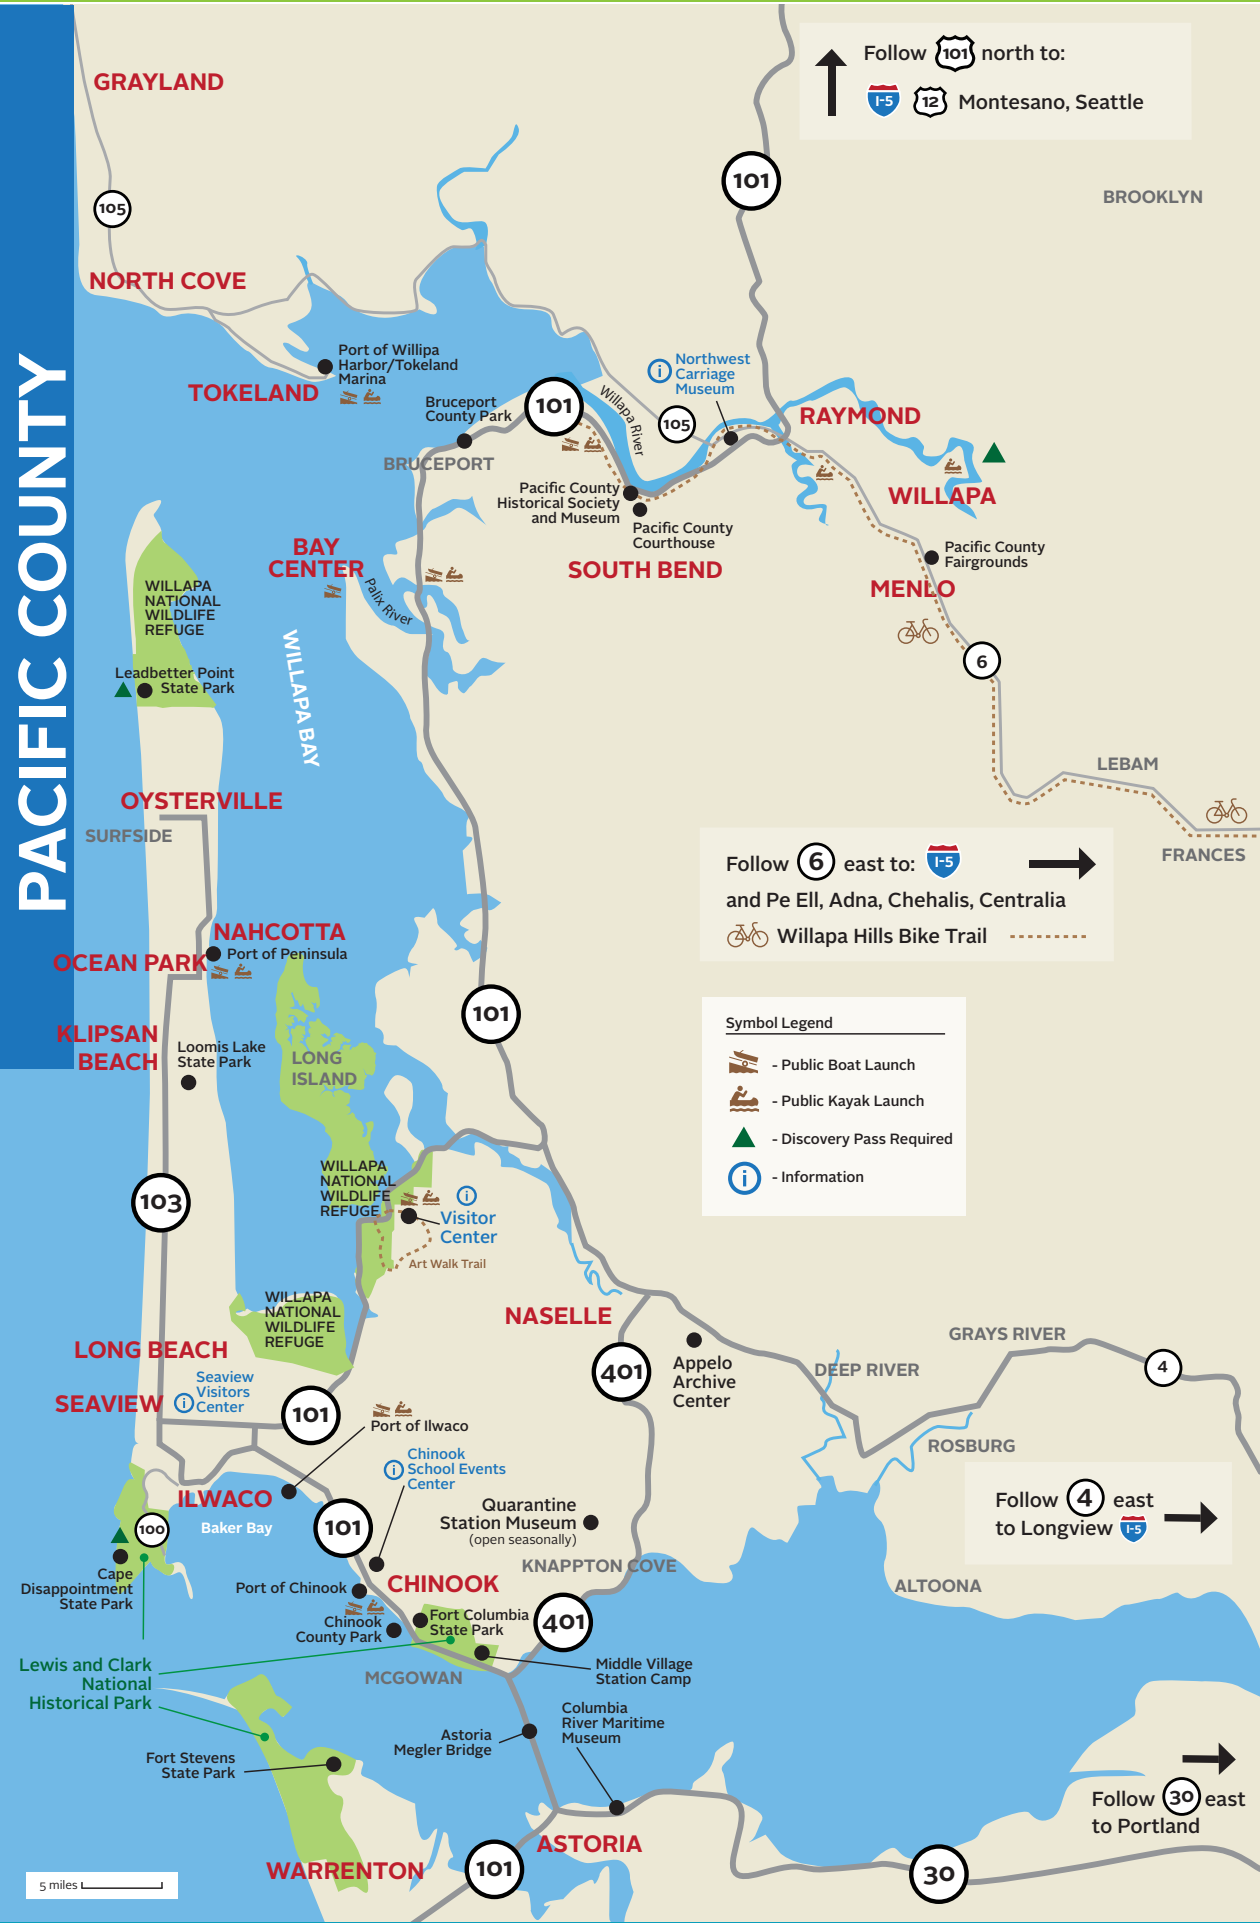 PACIFIC COUNTY
GRAYLAND
Follow 101 north to:
I-5 12 Montesano, Seattle
101
BROOKLYN
105
NORTH COVE
Port of Willipa
Harbor/Tokeland
Marina
TOKELAND
Northwest
Carriage
Museum
Bruceport
County Park
101
Willapa River
105
RAYMOND
BRUCEPORT
WILLAPA
Pacific County
Historical Society
and Museum
Pacific County
Courthouse
SOUTH BEND
Pacific County
Fairgrounds
MENLO
BAY
CENTER
Palix River
WILLAPA
NATIONAL
WILDLIFE
REFUGE
WILLAPA BAY
6
Leadbetter Point
State Park
LEBAM
OYSTERVILLE
SURFSIDE
FRANCES
Follow 6 east to: I-5
and Pe Ell, Adna, Chehalis, Centralia
Willapa Hills Bike Trail
NAHCOTTA
Port of Peninsula
OCEAN PARK
101
KLIPSAN
BEACH
Loomis Lake
State Park
LONG
ISLAND
Symbol Legend
- Public Boat Launch
- Public Kayak Launch
- Discovery Pass Required
i - Information
103
WILLAPA
NATIONAL
WILDLIFE
REFUGE
i
Visitor
Center
Art Walk Trail
WILLAPA
NATIONAL
WILDLIFE
REFUGE
NASELLE
LONG BEACH
401
Appelo
Archive
Center
GRAYS RIVER
DEEP RIVER
4
Seaview
Visitors
Center
SEAVIEW
101
Port of Ilwaco
ROSBURG
Chinook
School Events
Center
ILWACO
Baker Bay
101
Quarantine
Station Museum
(open seasonally)
Follow 4 east
to Longview I-5
100
Cape
Disappointment
State Park
KNAPPTON COVE
ALTOONA
CHINOOK
Port of Chinook
Chinook
County Park
Fort Columbia
State Park
401
Lewis and Clark
National
Historical Park
MCGOWAN
Middle Village
Station Camp
Columbia
River Maritime
Museum
Astoria
Megler Bridge
Fort Stevens
State Park
Follow 30 east
to Portland
ASTORIA
WARRENTON
101
30
5 miles